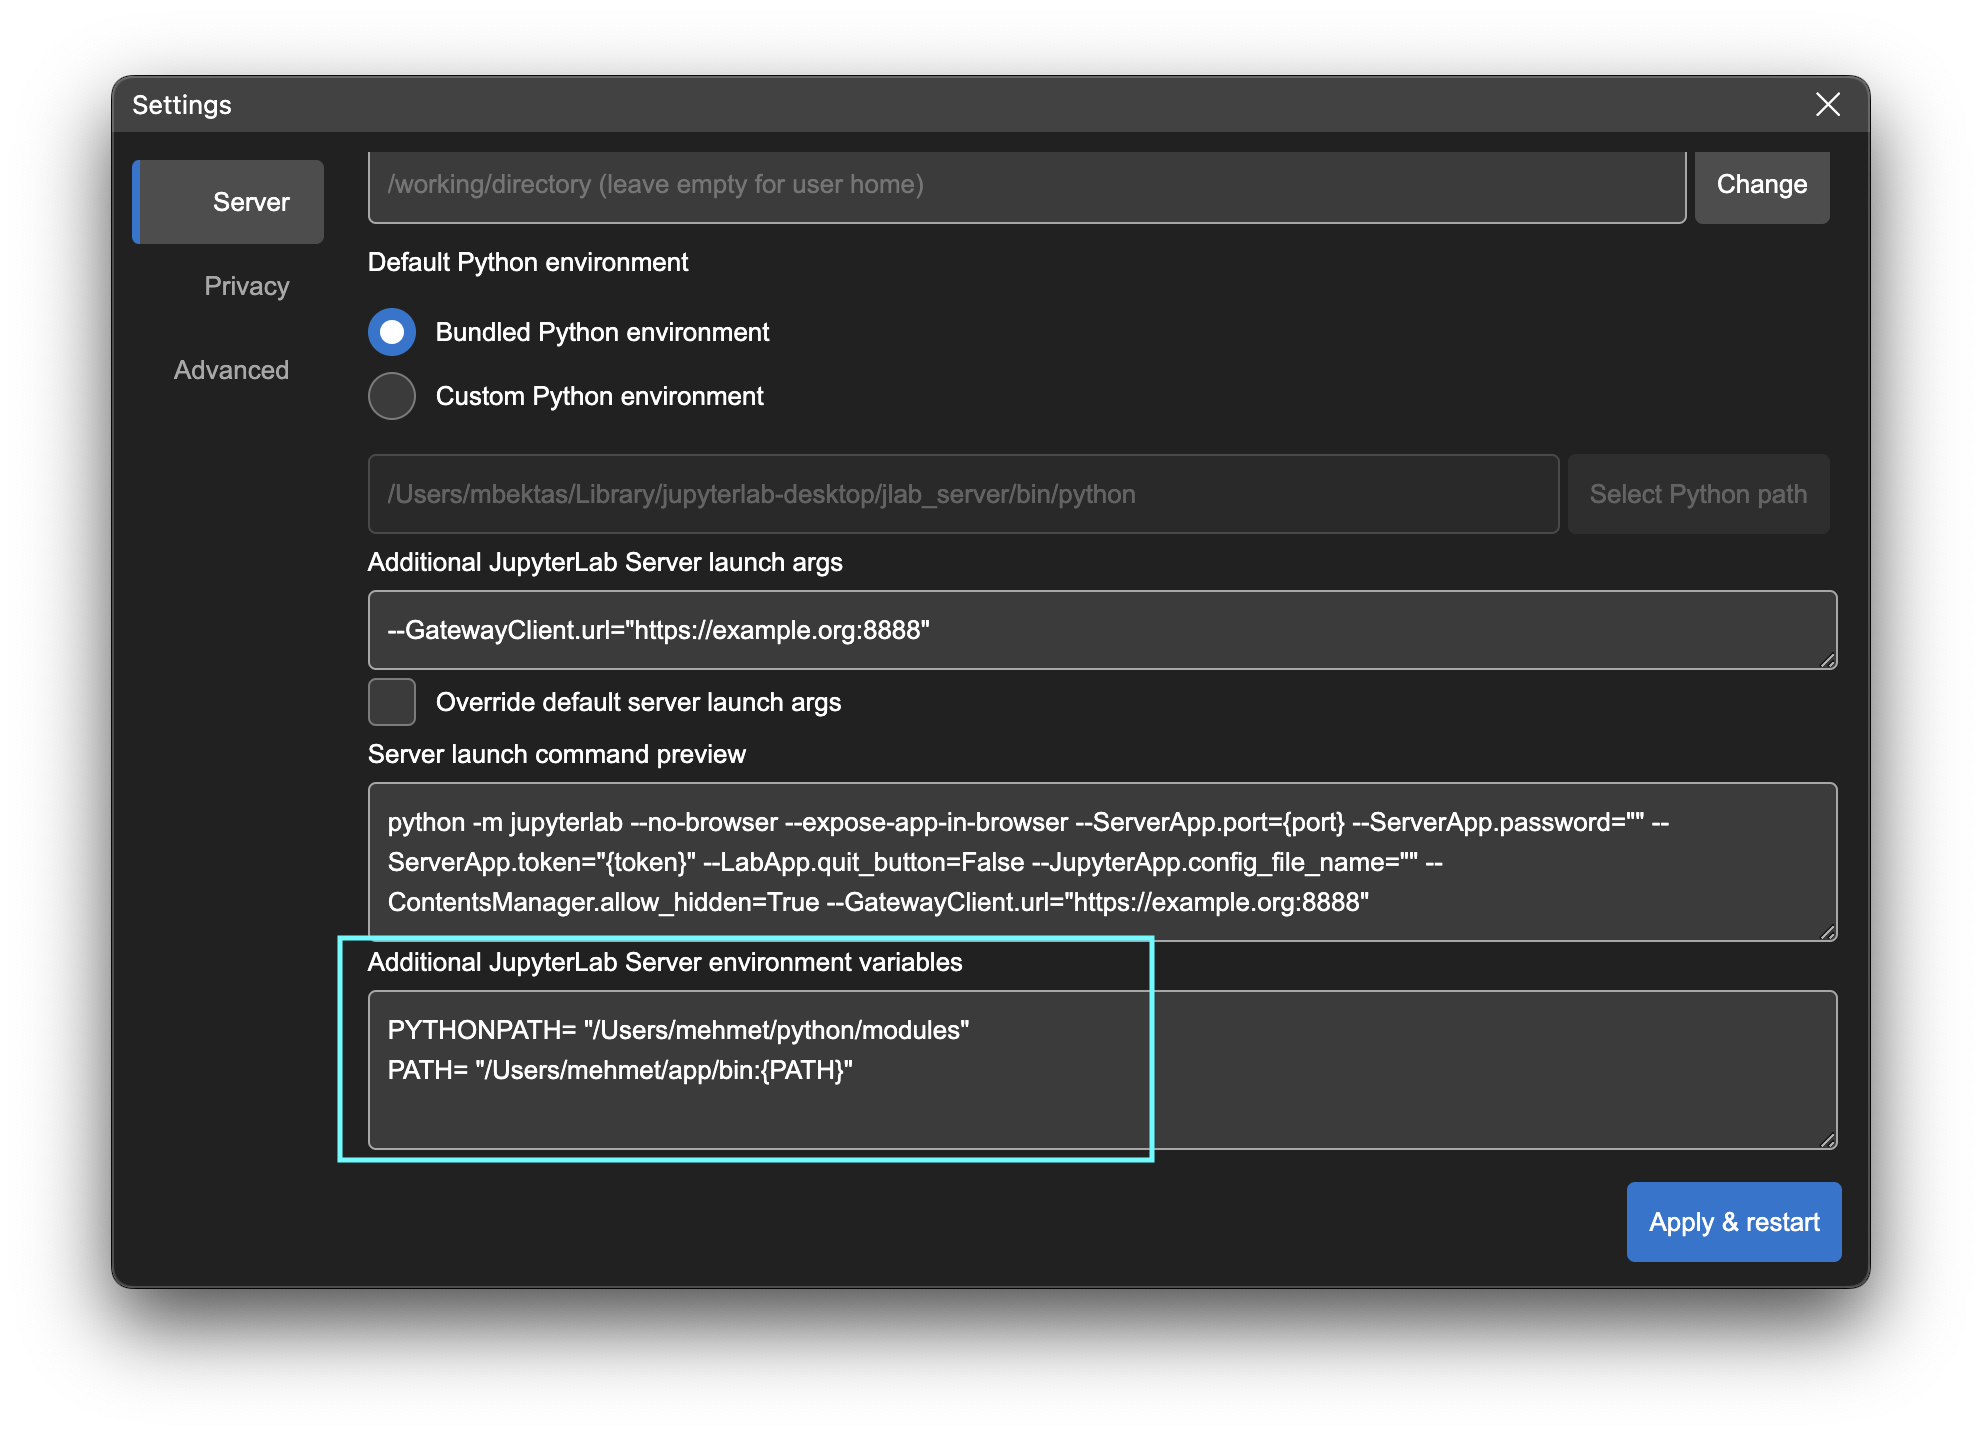 Settings
Server
Privacy
Advanced
/working/directory (leave empty for user home)
Change
Default Python environment
Bundled Python environment
Custom Python environment
/Users/mbektas/Library/jupyterlab-desktop/jlab_server/bin/python
Select Python path
Additional JupyterLab Server launch args
--GatewayClient.url="https://example.org:8888"
Override default server launch args
Server launch command preview
python -m jupyterlab --no-browser --expose-app-in-browser --ServerApp.port={port} --ServerApp.password="" --
ServerApp.token="{token}" --LabApp.quit_button=False --JupyterApp.config_file_name="" --
ContentsManager.allow_hidden=True --GatewayClient.url="https://example.org:8888"
Additional JupyterLab Server environment variables
PYTHONPATH= "/Users/mehmet/python/modules"
PATH= "/Users/mehmet/app/bin:{PATH}"
Apply & restart